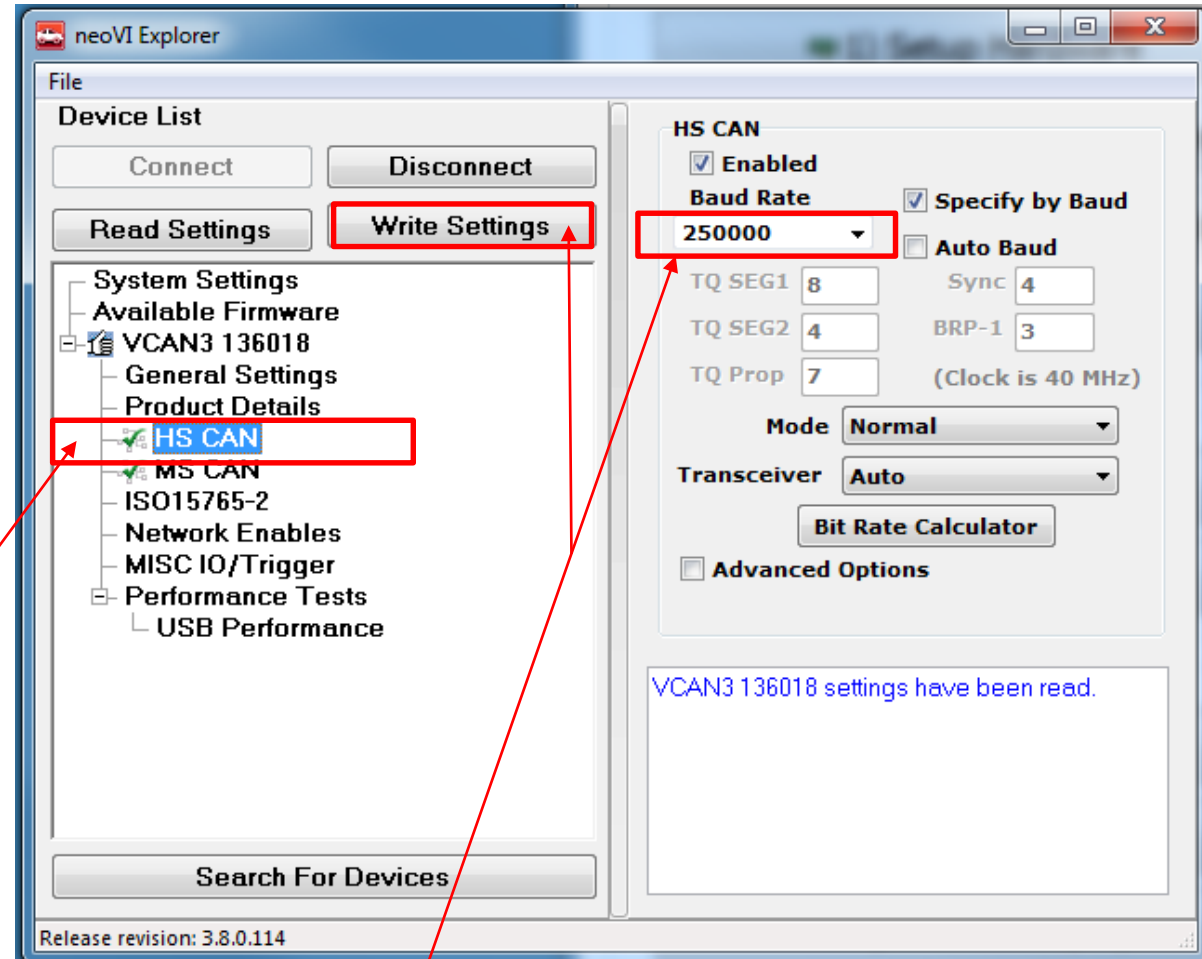 neoVI Explorer
1) Setup Hardware
File
Device List
Connect
Disconnect
Read Settings
Write Settings
System Settings
Available Firmware
VCAN3 136018
General Settings
Product Details
HS CAN
MS CAN
ISO15765-2
Network Enables
MISC IO/Trigger
Performance Tests
USB Performance
Search For Devices
HS CAN
Enabled
Baud Rate
Specify by Baud
250000
Auto Baud
TQ SEG1 8
Sync 4
TQ SEG2 4
BRP-1 3
TQ Prop 7
(Clock is 40 MHz)
Mode Normal
Transceiver Auto
Bit Rate Calculator
Advanced Options
VCAN3 136018 settings have been read.
Release revision: 3.8.0.114